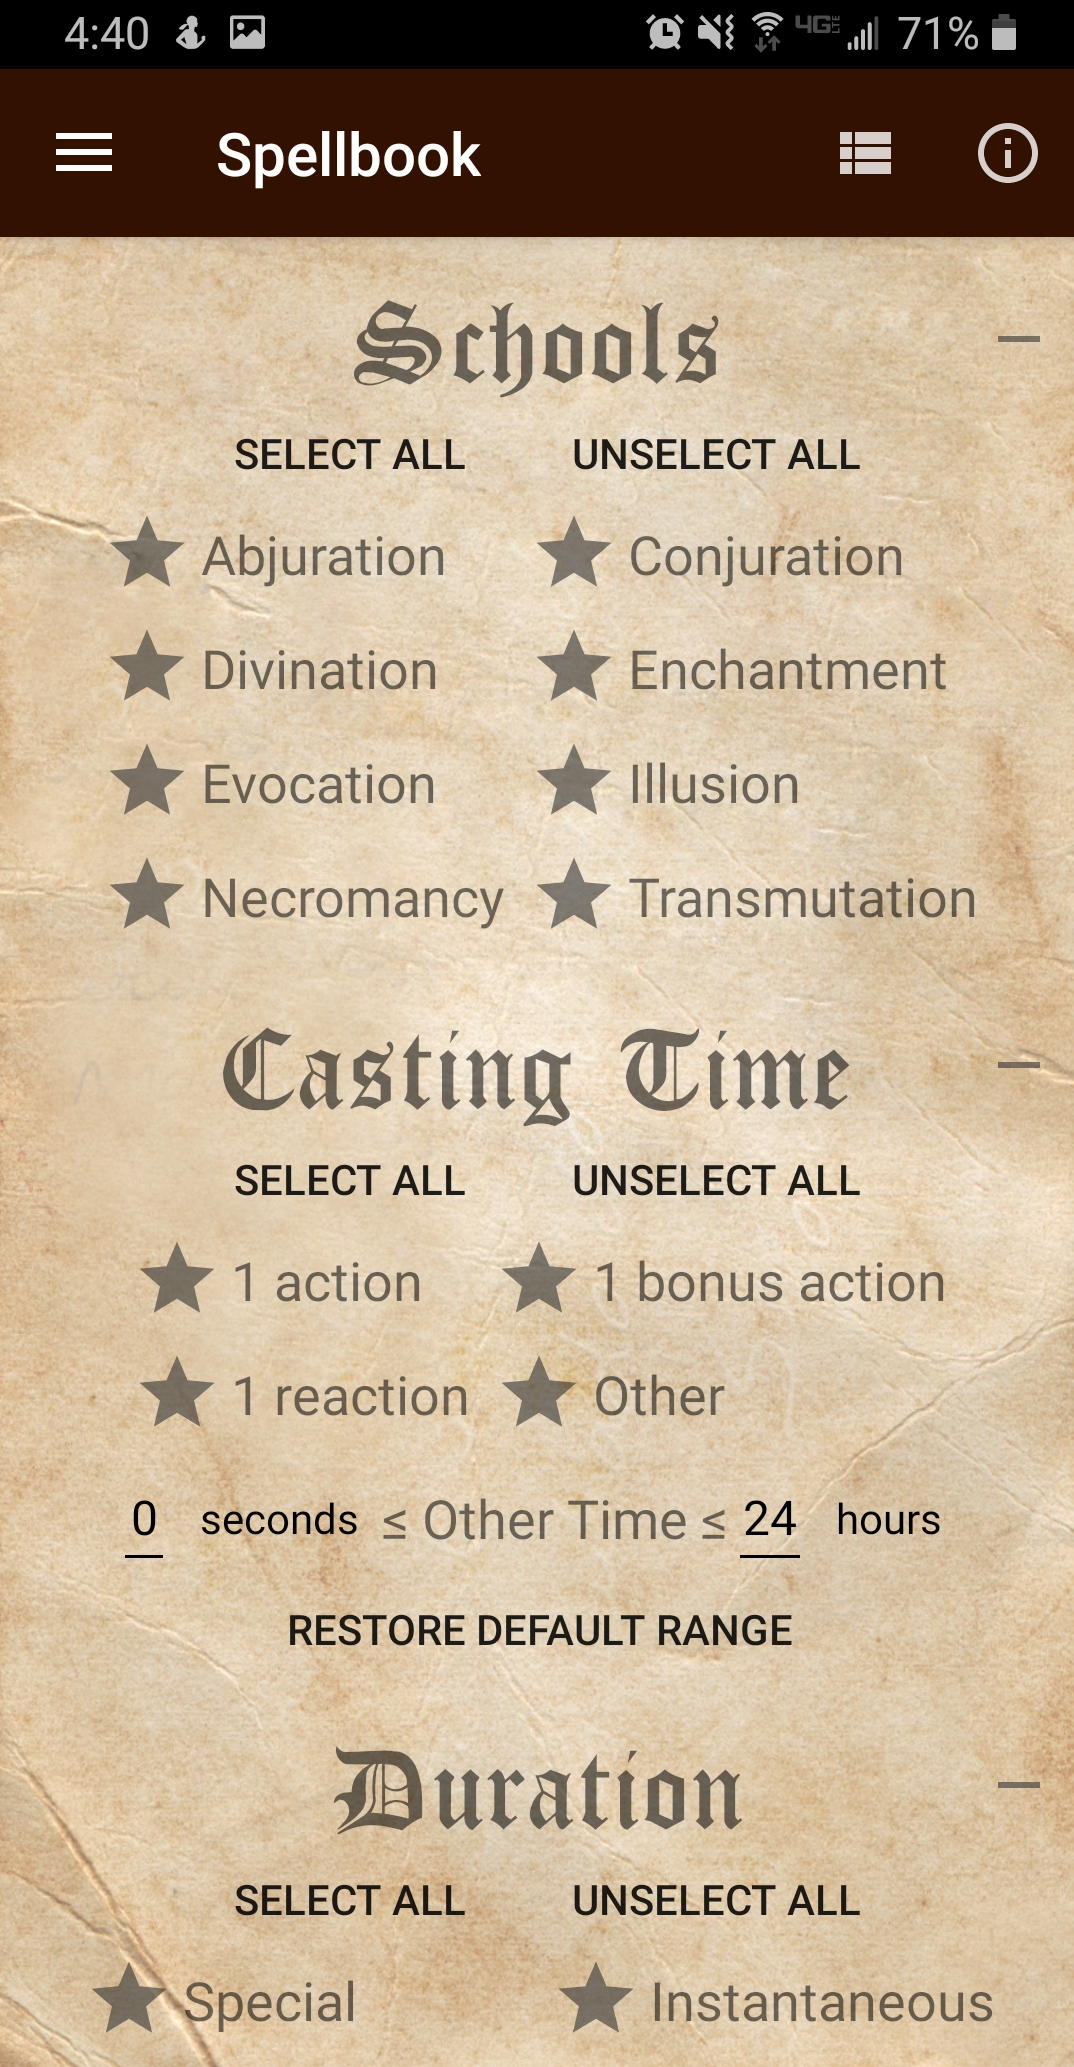 4:40 4G LTE 71%
Spellbook
Schools
SELECT ALL UNSELECT ALL
Abjuration Conjuration
Divination Enchantment
Evocation Illusion
Necromancy Transmutation
Casting Time
SELECT ALL UNSELECT ALL
1 action 1 bonus action
1 reaction Other
0 seconds ≤ Other Time ≤ 24 hours
RESTORE DEFAULT RANGE
Duration
SELECT ALL UNSELECT ALL
Special Instantaneous